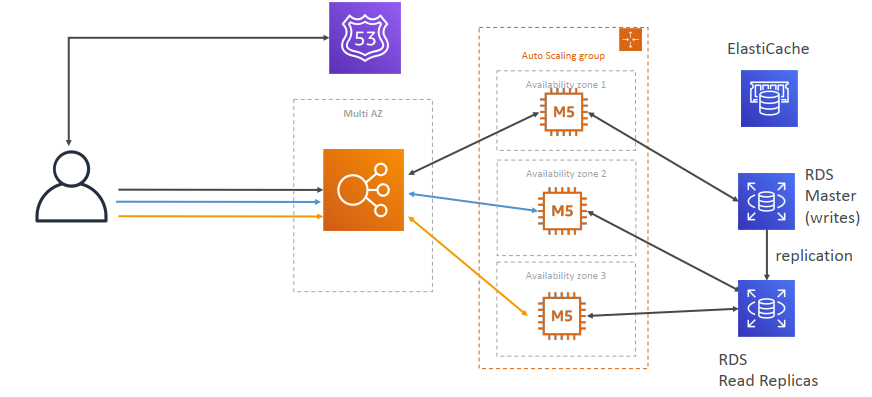 53
Multi AZ
Auto Scaling group
Availability zone 1
M5
Availability zone 2
M5
Availability zone 3
M5
ElastiCache
RDS
Master
(writes)
replication
RDS
Read Replicas